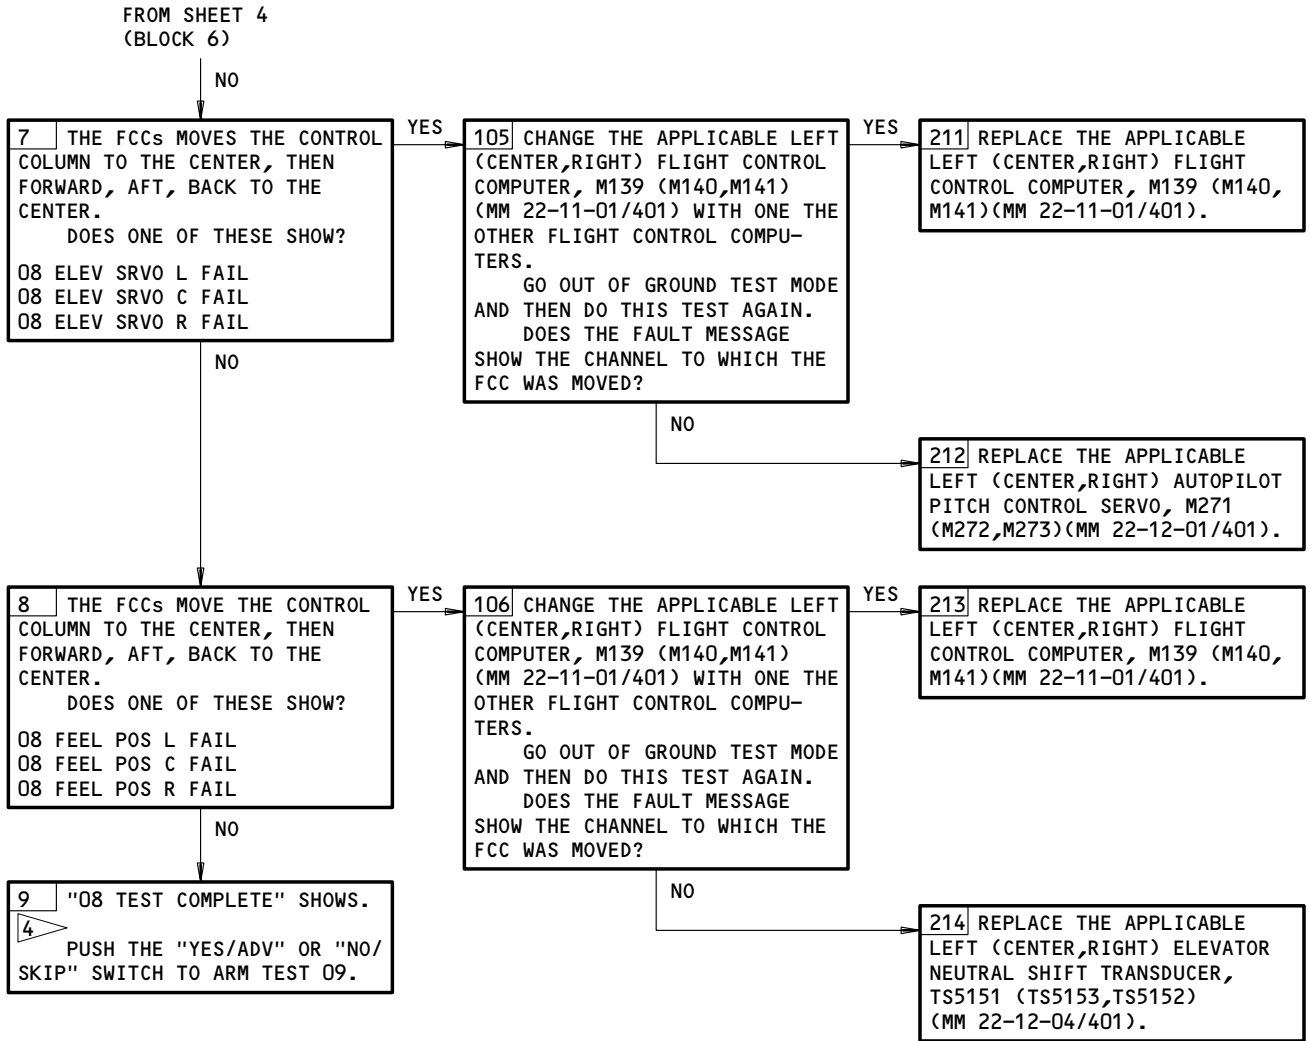 FROM SHEET 4
(BLOCK 6)
NO
7 THE FCCs MOVES THE CONTROL
COLUMN TO THE CENTER, THEN
FORWARD, AFT, BACK TO THE
CENTER.
DOES ONE OF THESE SHOW?
08 ELEV SRVO L FAIL
08 ELEV SRVO C FAIL
08 ELEV SRVO R FAIL
YES
105 CHANGE THE APPLICABLE LEFT
(CENTER,RIGHT) FLIGHT CONTROL
COMPUTER, M139 (M140,M141)
(MM 22-11-01/401) WITH ONE THE
OTHER FLIGHT CONTROL COMPU-
TERS.
GO OUT OF GROUND TEST MODE
AND THEN DO THIS TEST AGAIN.
DOES THE FAULT MESSAGE
SHOW THE CHANNEL TO WHICH THE
FCC WAS MOVED?
YES
211 REPLACE THE APPLICABLE
LEFT (CENTER,RIGHT) FLIGHT
CONTROL COMPUTER, M139 (M140,
M141)(MM 22-11-01/401).
NO
212 REPLACE THE APPLICABLE
LEFT (CENTER,RIGHT) AUTOPILOT
PITCH CONTROL SERVO, M271
(M272,M273)(MM 22-12-01/401).
NO
8 THE FCCs MOVE THE CONTROL
COLUMN TO THE CENTER, THEN
FORWARD, AFT, BACK TO THE
CENTER.
DOES ONE OF THESE SHOW?
08 FEEL POS L FAIL
08 FEEL POS C FAIL
08 FEEL POS R FAIL
YES
106 CHANGE THE APPLICABLE LEFT
(CENTER,RIGHT) FLIGHT CONTROL
COMPUTER, M139 (M140,M141)
(MM 22-11-01/401) WITH ONE THE
OTHER FLIGHT CONTROL COMPU-
TERS.
GO OUT OF GROUND TEST MODE
AND THEN DO THIS TEST AGAIN.
DOES THE FAULT MESSAGE
SHOW THE CHANNEL TO WHICH THE
FCC WAS MOVED?
YES
213 REPLACE THE APPLICABLE
LEFT (CENTER,RIGHT) FLIGHT
CONTROL COMPUTER, M139 (M140,
M141)(MM 22-11-01/401).
NO
214 REPLACE THE APPLICABLE
LEFT (CENTER,RIGHT) ELEVATOR
NEUTRAL SHIFT TRANSDUCER,
TS5151 (TS5153,TS5152)
(MM 22-12-04/401).
NO
9 "08 TEST COMPLETE" SHOWS.
4
PUSH THE "YES/ADV" OR "NO/
SKIP" SWITCH TO ARM TEST 09.